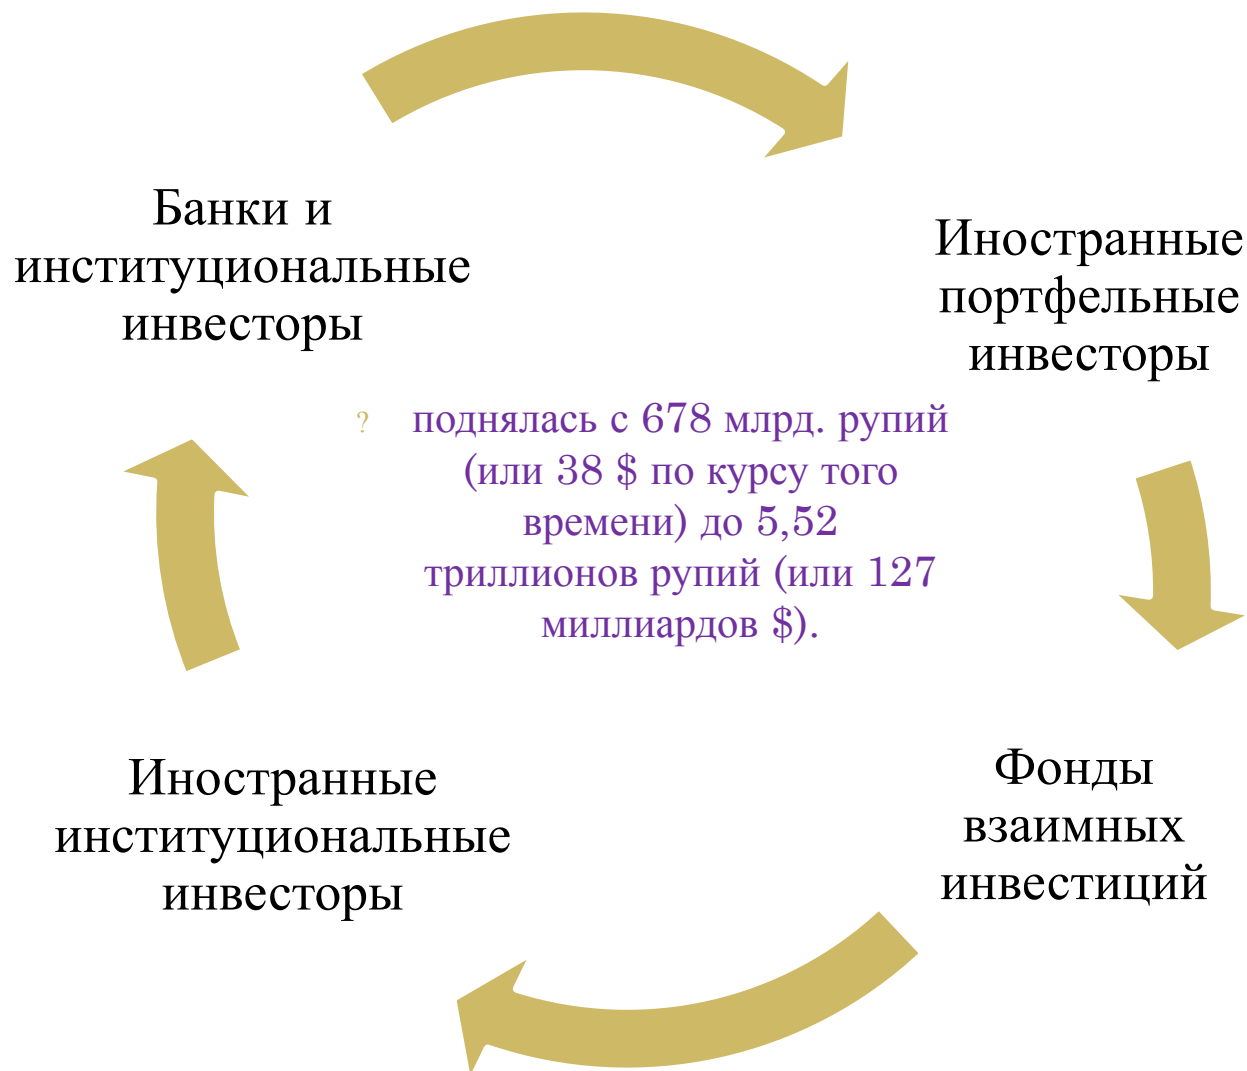 Банки и
институциональные
инвесторы
Иностранные
портфельные
инвесторы
? поднялась с 678 млрд. рупий
(или 38 $ по курсу того
времени) до 5,52
триллионов рупий (или 127
миллиардов $).
Иностранные
институциональные
инвесторы
Фонды
взаимных
инвестиций